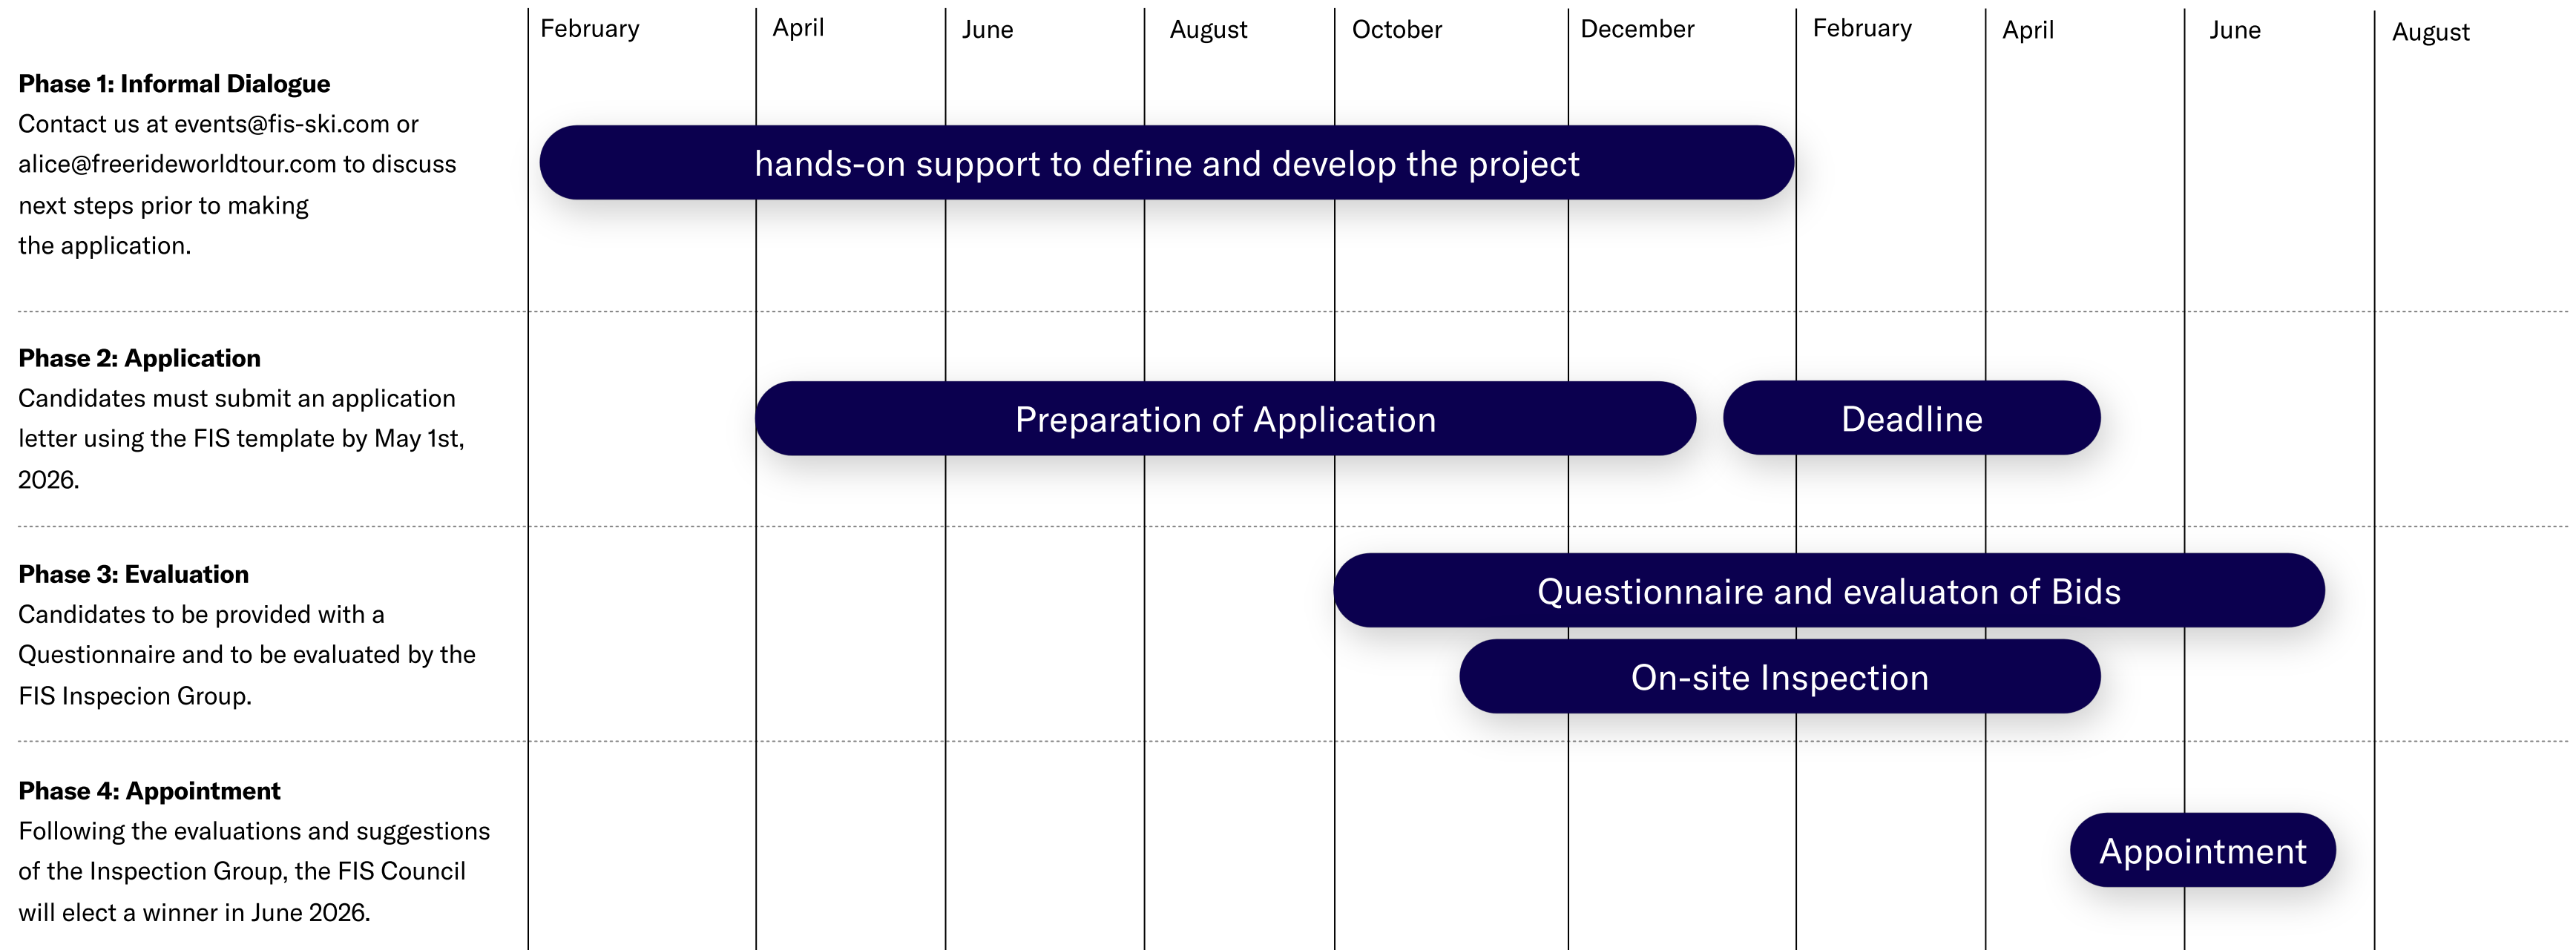 February
April
June
August
October
December
February
April
June
August
Phase 1: Informal Dialogue
Contact us at events@fis-ski.com or
alice@freerideworldtour.com to discuss
next steps prior to making
the application.
hands-on support to define and develop the project
Phase 2: Application
Candidates must submit an application
letter using the FIS template by May 1st,
2026.
Preparation of Application
Deadline
Phase 3: Evaluation
Candidates to be provided with a
Questionnaire and to be evaluated by the
FIS Inspecion Group.
Questionnaire and evaluaton of Bids
On-site Inspection
Phase 4: Appointment
Following the evaluations and suggestions
of the Inspection Group, the FIS Council
will elect a winner in June 2026.
Appointment